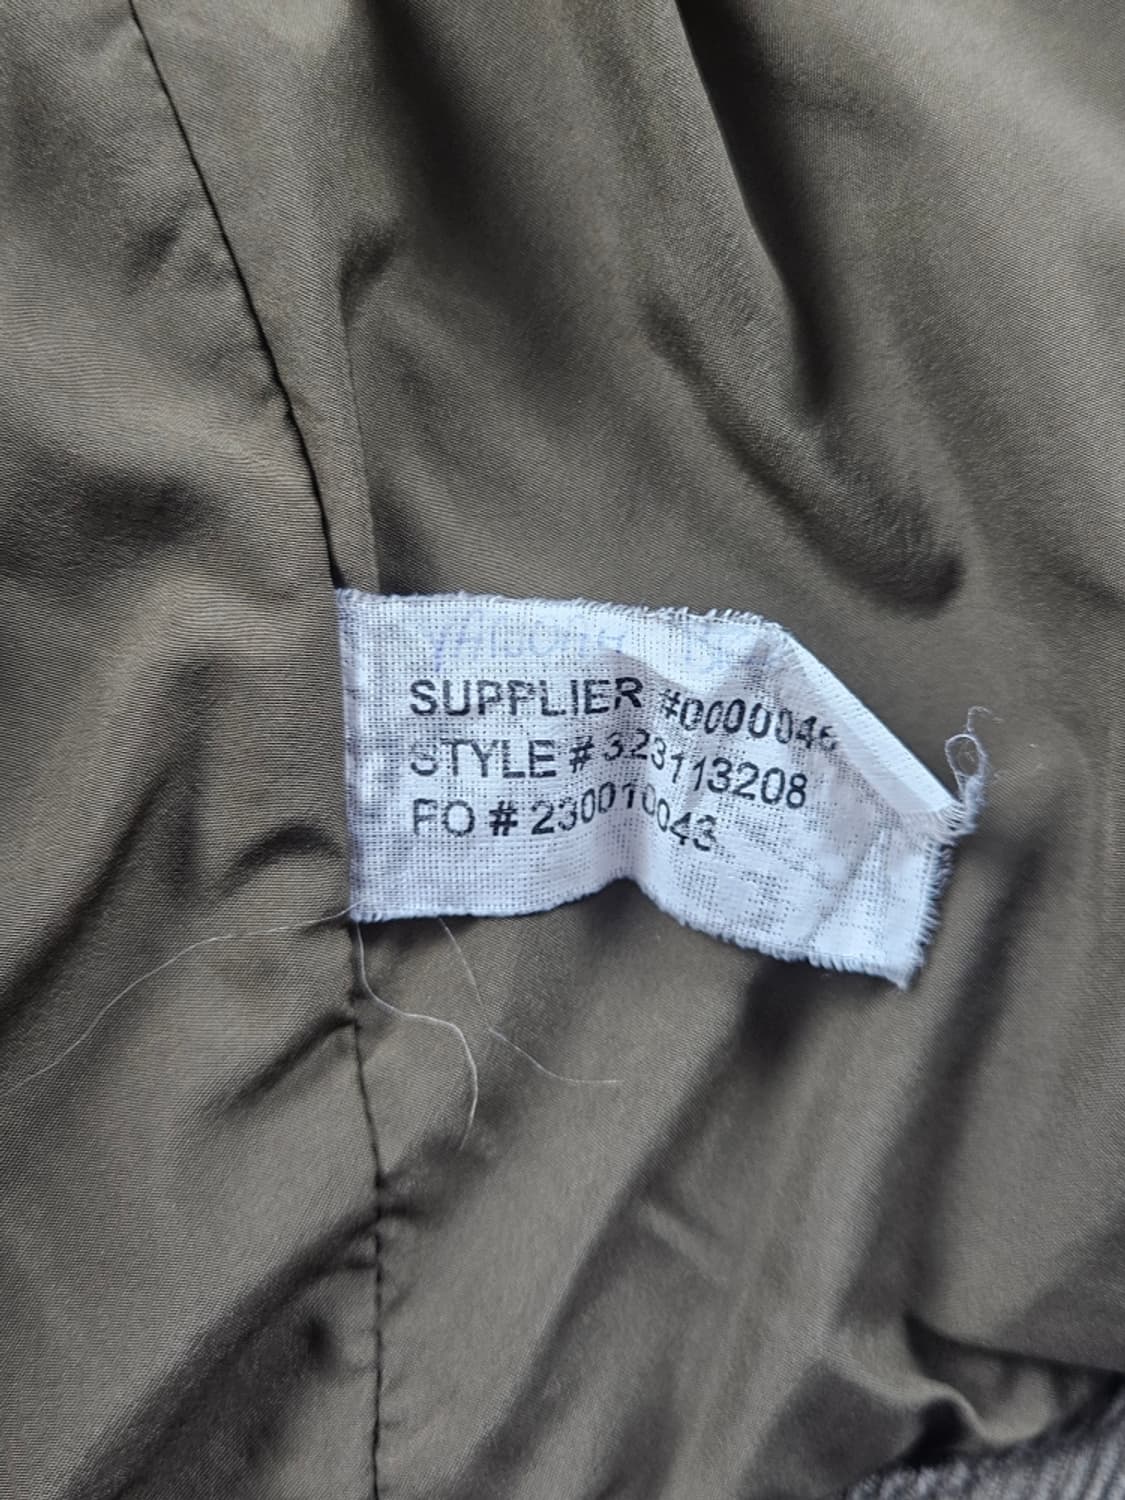 SUPPLIER #0000046
STYLE # 323113208
PO # 230010043